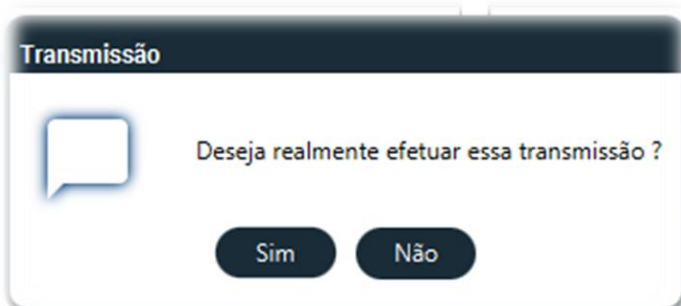 Transmissão
Deseja realmente efetuar essa transmissão ?
Sim
Não